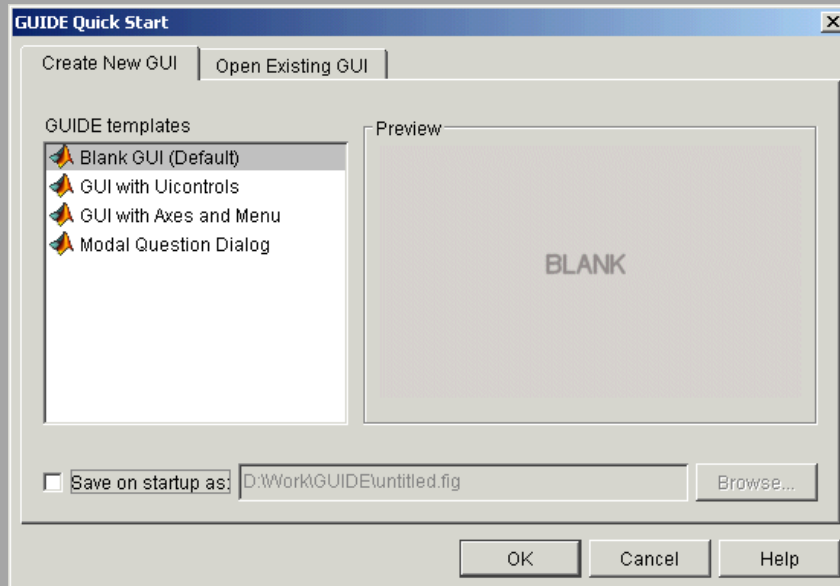 GUIDE Quick Start
Create New GUI
Open Existing GUI
GUIDE templates
Blank GUI (Default)
GUI with Uicontrols
GUI with Axes and Menu
Modal Question Dialog
Preview
BLANK
Save on startup as:
D:\Work\GUIDE\untitled.fig
Browse...
OK
Cancel
Help